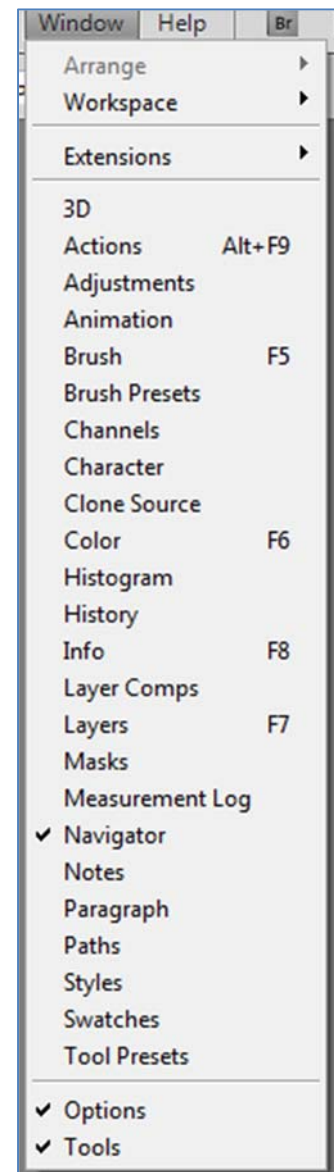 Window Help Br
Arrange
Workspace
Extensions
3D
Actions Alt+F9
Adjustments
Animation
Brush F5
Brush Presets
Channels
Character
Clone Source
Color F6
Histogram
History
Info F8
Layer Comps
Layers F7
Masks
Measurement Log
Navigator
Notes
Paragraph
Paths
Styles
Swatches
Tool Presets
Options
Tools